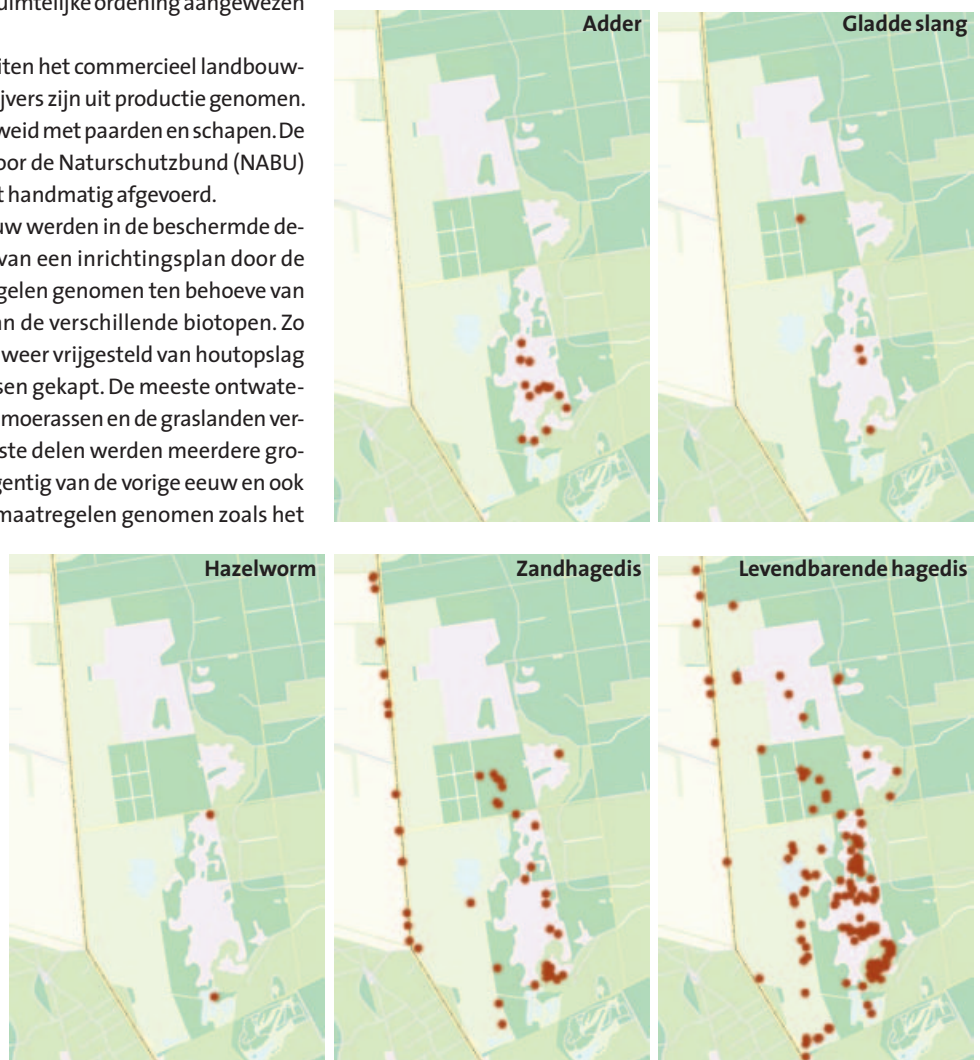 uimtelijke ordening aangewezen
iten het commercieel landbouw-
jvers zijn uit productie genomen.
weid met paarden en schapen. De
oor de Naturschutzbund (NABU)
t handmatig afgevoerd.
uw werden in de beschermde de-
van een inrichtingsplan door de
gelen genomen ten behoeve van
n de verschillende biotopen. Zo
weer vrijgesteld van houtopslag
sen gekapt. De meeste ontwate-
moerassen en de graslanden ver-
ste delen werden meerdere gro-
gentig van de vorige eeuw en ook
maatregelen genomen zoals het
Adder
Gladde slang
Hazelworm
Zandhagedis
Levendbarende hagedis